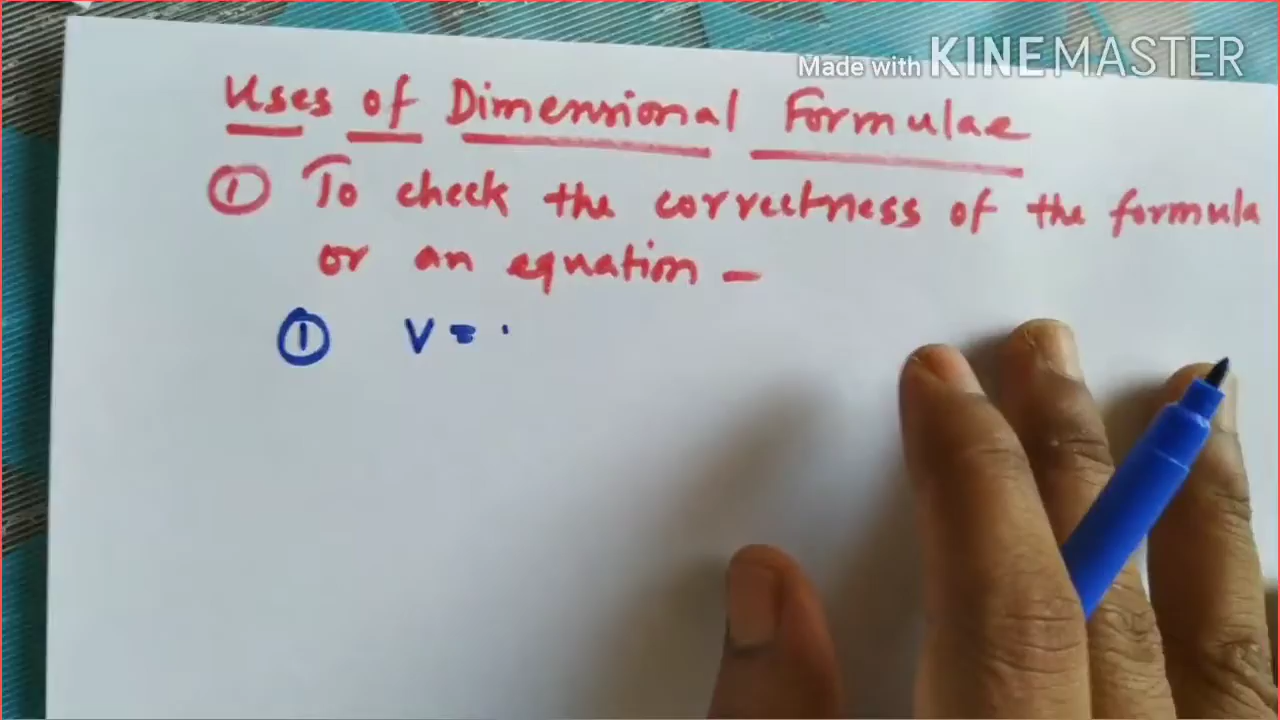 Made with KINEMASTER
Uses of Dimensional Formulae
① To check the correctness of the formula
or an equation –
① V = ·